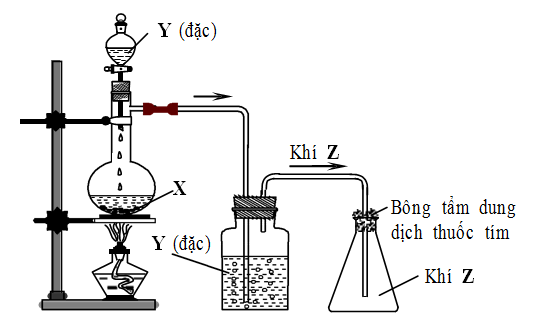 Y (đặc)
Khí Z
X
Bông tẩm dung
dịch thuốc tím
Y (đặc)
Khí Z